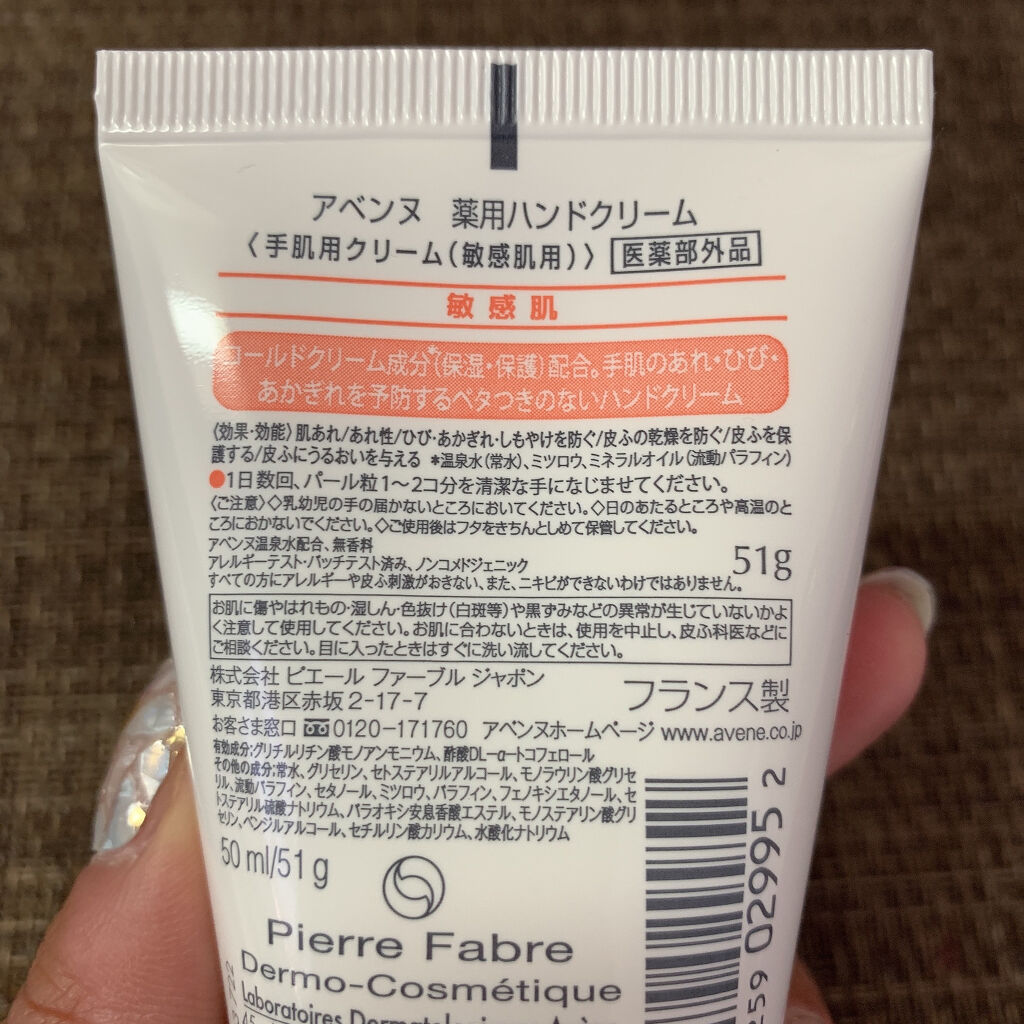 アベンヌ 薬用ハンドクリーム
〈手肌用クリーム(敏感肌用)〉 医薬部外品
敏感肌
コールドクリーム成分*(保湿・保護)配合。手肌のあれ・ひび・
あかぎれを予防するベタつきのないハンドクリーム
〈効果・効能〉肌あれ/あれ性/ひび・あかぎれ・しもやけを防ぐ/皮ふの乾燥を防ぐ/皮ふを保
護する/皮ふにうるおいを与える *温泉水(常水)、ミツロウ、ミネラルオイル(流動パラフィン)
●1日数回、パール粒1〜2コ分を清潔な手になじませてください。
〈ご注意〉◇乳幼児の手の届かないところにおいてください。◇日のあたるところや高温のと
ころにおかないでください。◇ご使用後はフタをきちんとしめて保管してください。
アベンヌ温泉水配合、無香料
アレルギーテスト・パッチテスト済み、ノンコメドジェニック
すべての方にアレルギーや皮ふ刺激がおきない、また、ニキビができないわけではありません。
51g
お肌に傷やはれもの・湿しん・色抜け(白斑等)や黒ずみなどの異常が生じていないかよ
く注意して使用してください。お肌に合わないときは、使用を中止し、皮ふ科医などに
ご相談ください。目に入ったときはすぐに洗い流してください。
株式会社 ピエール ファーブル ジャポン
東京都港区赤坂2-17-7
フランス製
お客さま窓口 0120-171760 アベンヌホームページ www.avene.co.jp
有効成分:グリチルリチン酸モノアンモニウム、酢酸DL-αートコフェロール
その他の成分:常水、グリセリン、セトステアリルアルコール、モノラウリン酸グリセ
リル、流動パラフィン、セタノール、ミツロウ、パラフィン、フェノキシエタノール、セ
トステアリル硫酸ナトリウム、パラオキシ安息香酸エステル、モノステアリン酸グリ
セリン、ベンジルアルコール、セチルリン酸カリウム、水酸化ナトリウム
50 ml/51 g
Pierre Fabre
Dermo-Cosmétique
Laboratoires
259 02995 2